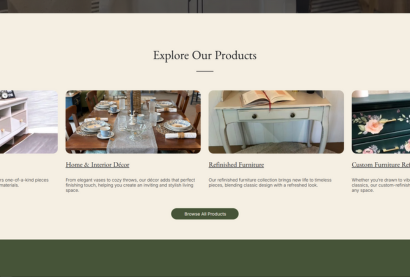 Explore Our Products
Home & Interior Décor
Refinished Furniture
Custom Furniture Ref
one-of-a-kind pieces
From elegant vases to cozy throws, our décor adds that perfect
Our refinished furniture collection brings new life to timeless
Whether you're drawn to
materials.
finishing touch, helping you create an inviting and stylish living
pieces, blending classic design with a refreshed look.
classics, our custom
space.
any space.
Browse All Products